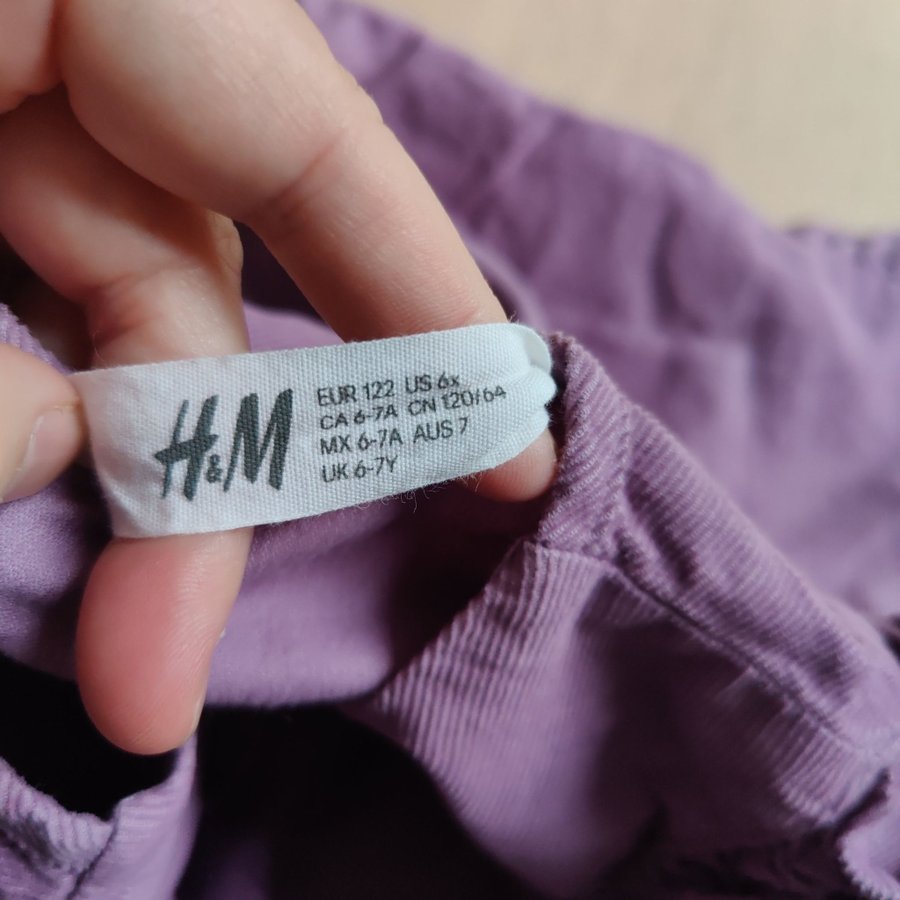 H&M
EUR 122 US 6x
CA 6-7A CN 120/64
MX 6-7A AUS 7
UK 6-7Y